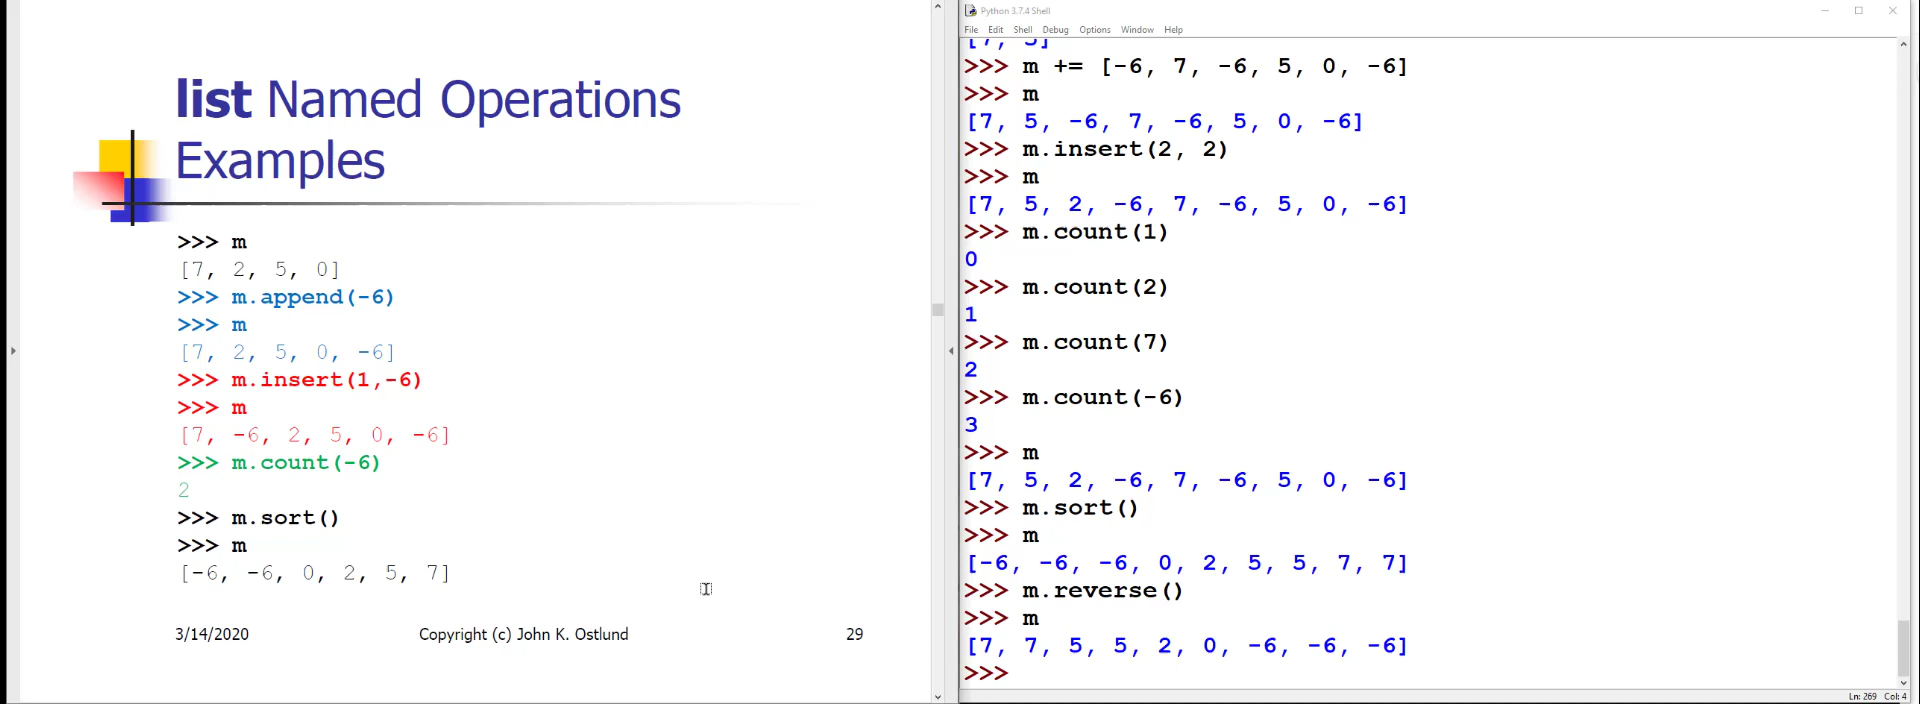 list Named Operations
Examples
>>> m
[7, 2, 5, 0]
>>> m.append(-6)
>>> m
[7, 2, 5, 0, -6]
>>> m.insert(1,-6)
>>> m
[7, -6, 2, 5, 0, -6]
>>> m.count(-6)
2
>>> m.sort()
>>> m
[-6, -6, 0, 2, 5, 7]
3/14/2020 Copyright (c) John K. Ostlund 29
Python 3.7.4 Shell
File Edit Shell Debug Options Window Help
[7, 5]
>>> m += [-6, 7, -6, 5, 0, -6]
>>> m
[7, 5, -6, 7, -6, 5, 0, -6]
>>> m.insert(2, 2)
>>> m
[7, 5, 2, -6, 7, -6, 5, 0, -6]
>>> m.count(1)
0
>>> m.count(2)
1
>>> m.count(7)
2
>>> m.count(-6)
3
>>> m
[7, 5, 2, -6, 7, -6, 5, 0, -6]
>>> m.sort()
>>> m
[-6, -6, -6, 0, 2, 5, 5, 7, 7]
>>> m.reverse()
>>> m
[7, 7, 5, 5, 2, 0, -6, -6, -6]
>>>
Ln: 269 Col: 4